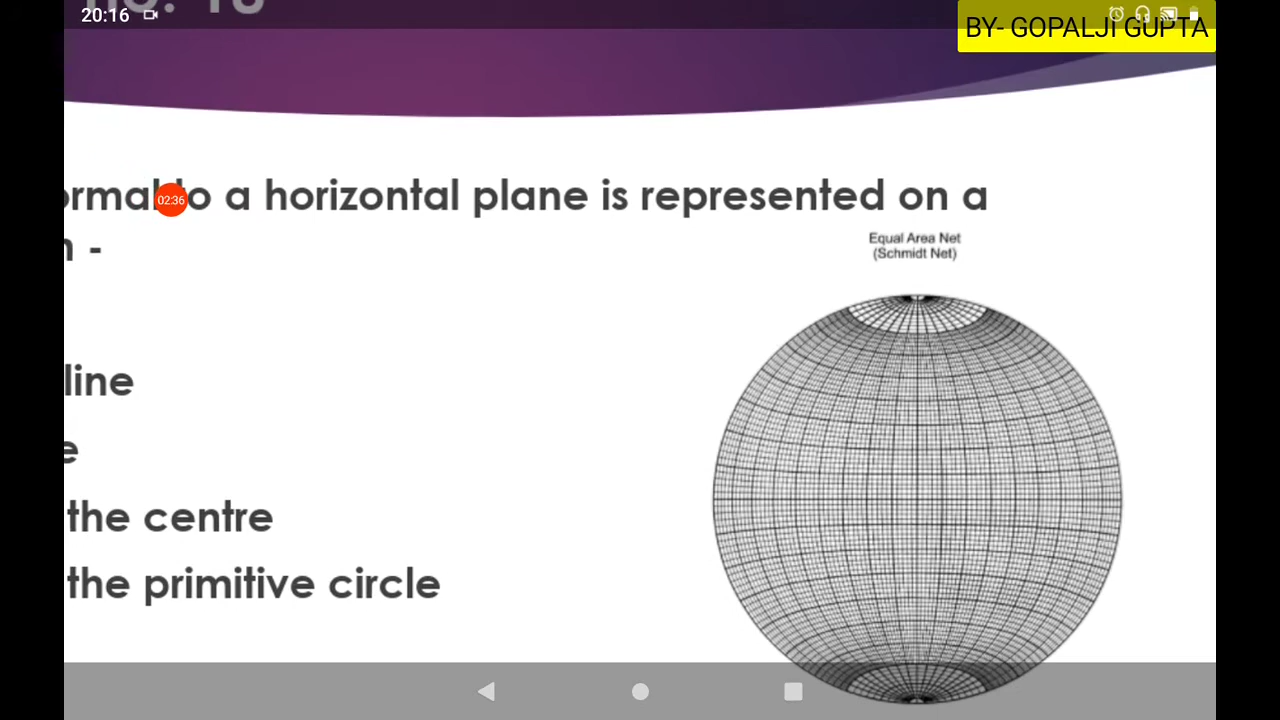 20:16
BY- GOPALJI GUPTA
to a horizontal plane is represented on a
-
Equal Area Net
(Schmidt Net)
line
the centre
02:36
the primitive circle